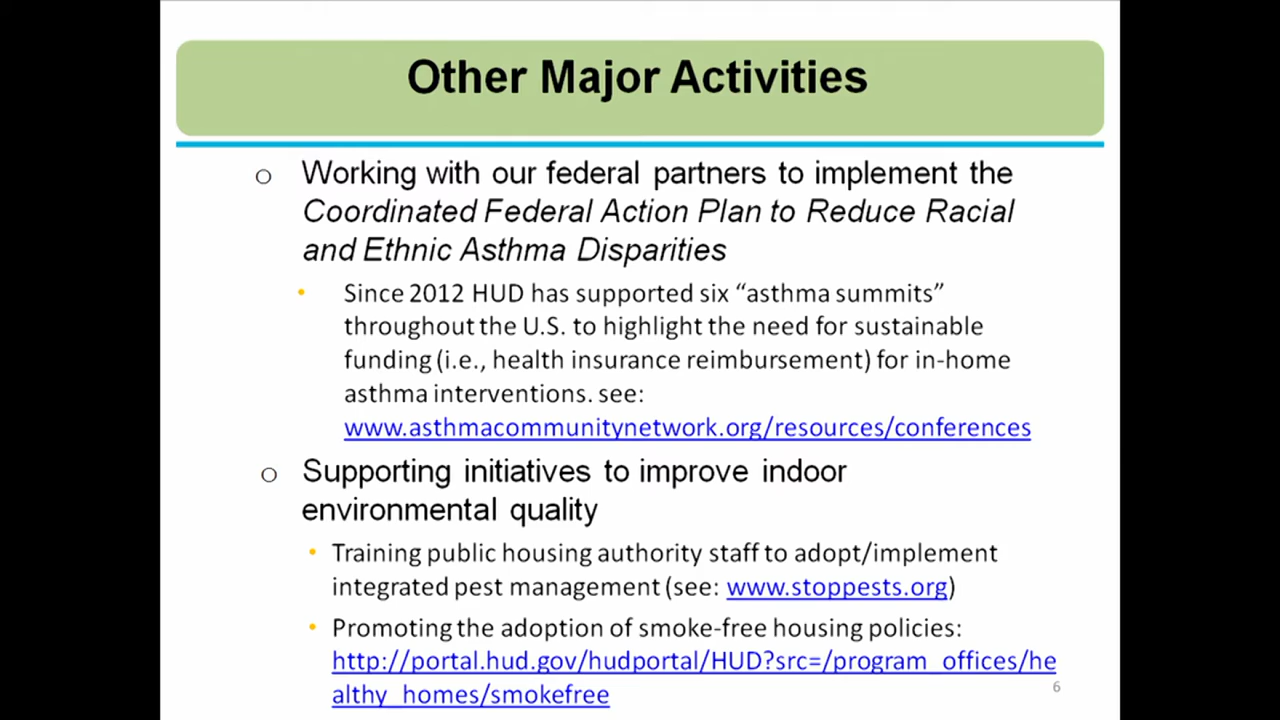 Other Major Activities
o Working with our federal partners to implement the
Coordinated Federal Action Plan to Reduce Racial
and Ethnic Asthma Disparities
• Since 2012 HUD has supported six “asthma summits”
throughout the U.S. to highlight the need for sustainable
funding (i.e., health insurance reimbursement) for in-home
asthma interventions. see:
www.asthmacommunitynetwork.org/resources/conferences
o Supporting initiatives to improve indoor
environmental quality
• Training public housing authority staff to adopt/implement
integrated pest management (see: www.stoppests.org)
• Promoting the adoption of smoke-free housing policies:
http://portal.hud.gov/hudportal/HUD?src=/program_offices/he
althy_homes/smokefree
6